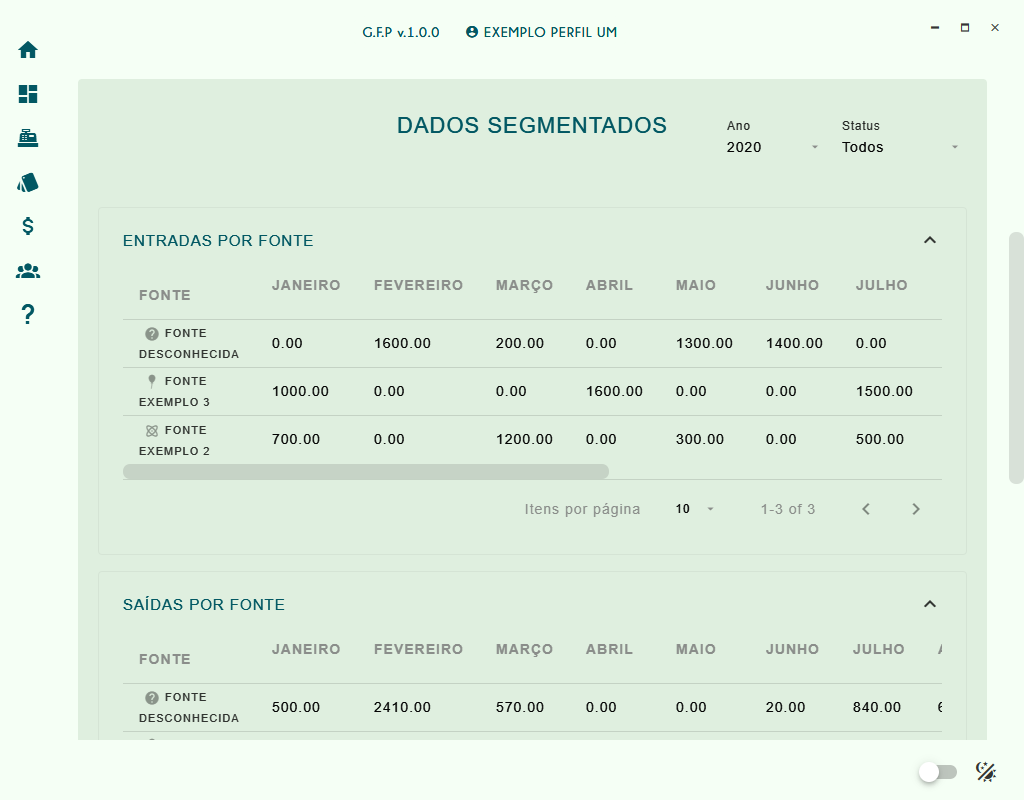 G.F.P v.1.0.0 EXEMPLO PERFIL UM
DADOS SEGMENTADOS
Ano
2020
Status
Todos
ENTRADAS POR FONTE
FONTE JANEIRO FEVEREIRO MARÇO ABRIL MAIO JUNHO JULHO
FONTE
DESCONHECIDA 0.00 1600.00 200.00 0.00 1300.00 1400.00 0.00
FONTE
EXEMPLO 3 1000.00 0.00 0.00 1600.00 0.00 0.00 1500.00
FONTE
EXEMPLO 2 700.00 0.00 1200.00 0.00 300.00 0.00 500.00
Itens por página 10 1-3 of 3
SAÍDAS POR FONTE
FONTE JANEIRO FEVEREIRO MARÇO ABRIL MAIO JUNHO JULHO
FONTE
DESCONHECIDA 500.00 2410.00 570.00 0.00 0.00 20.00 840.00